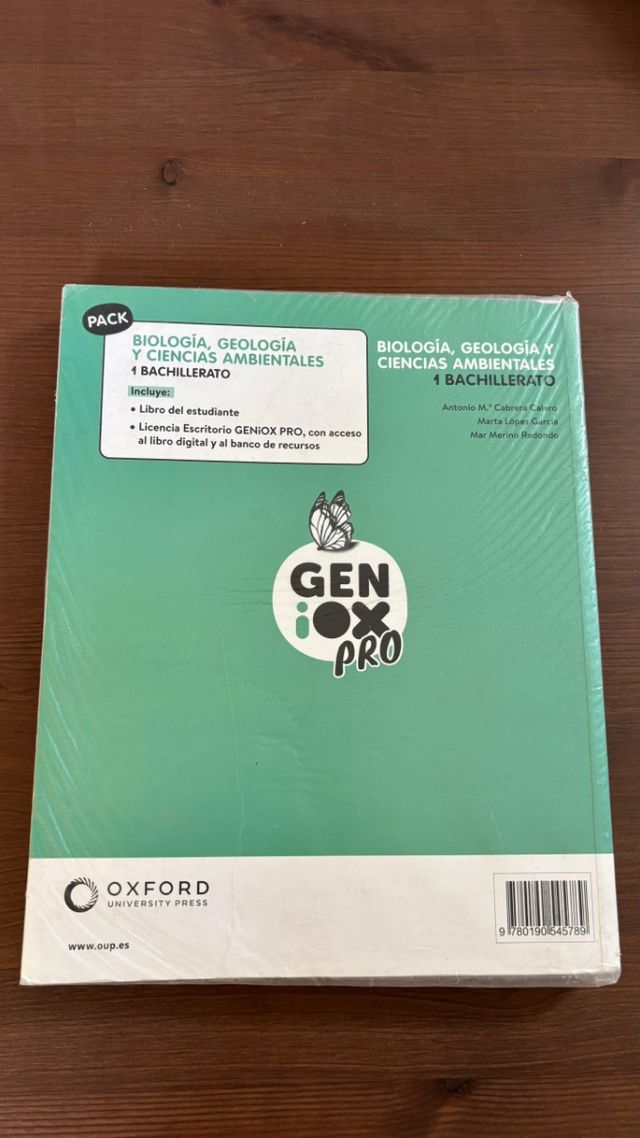 PACK
BIOLOGÍA, GEOLOGÍA
Y CIENCIAS AMBIENTALES
1 BACHILLERATO
Incluye:
• Libro del estudiante
• Licencia Escritorio GENiOX PRO, con acceso
al libro digital y al banco de recursos
BIOLOGÍA, GEOLOGÍA Y
CIENCIAS AMBIENTALES
1 BACHILLERATO
Antonio M.ª Cabrera Calero
Marta López García
Mar Merino Redondo
GEN
iOX
PRO
OXFORD
UNIVERSITY PRESS
www.oup.es
9 780190 545789